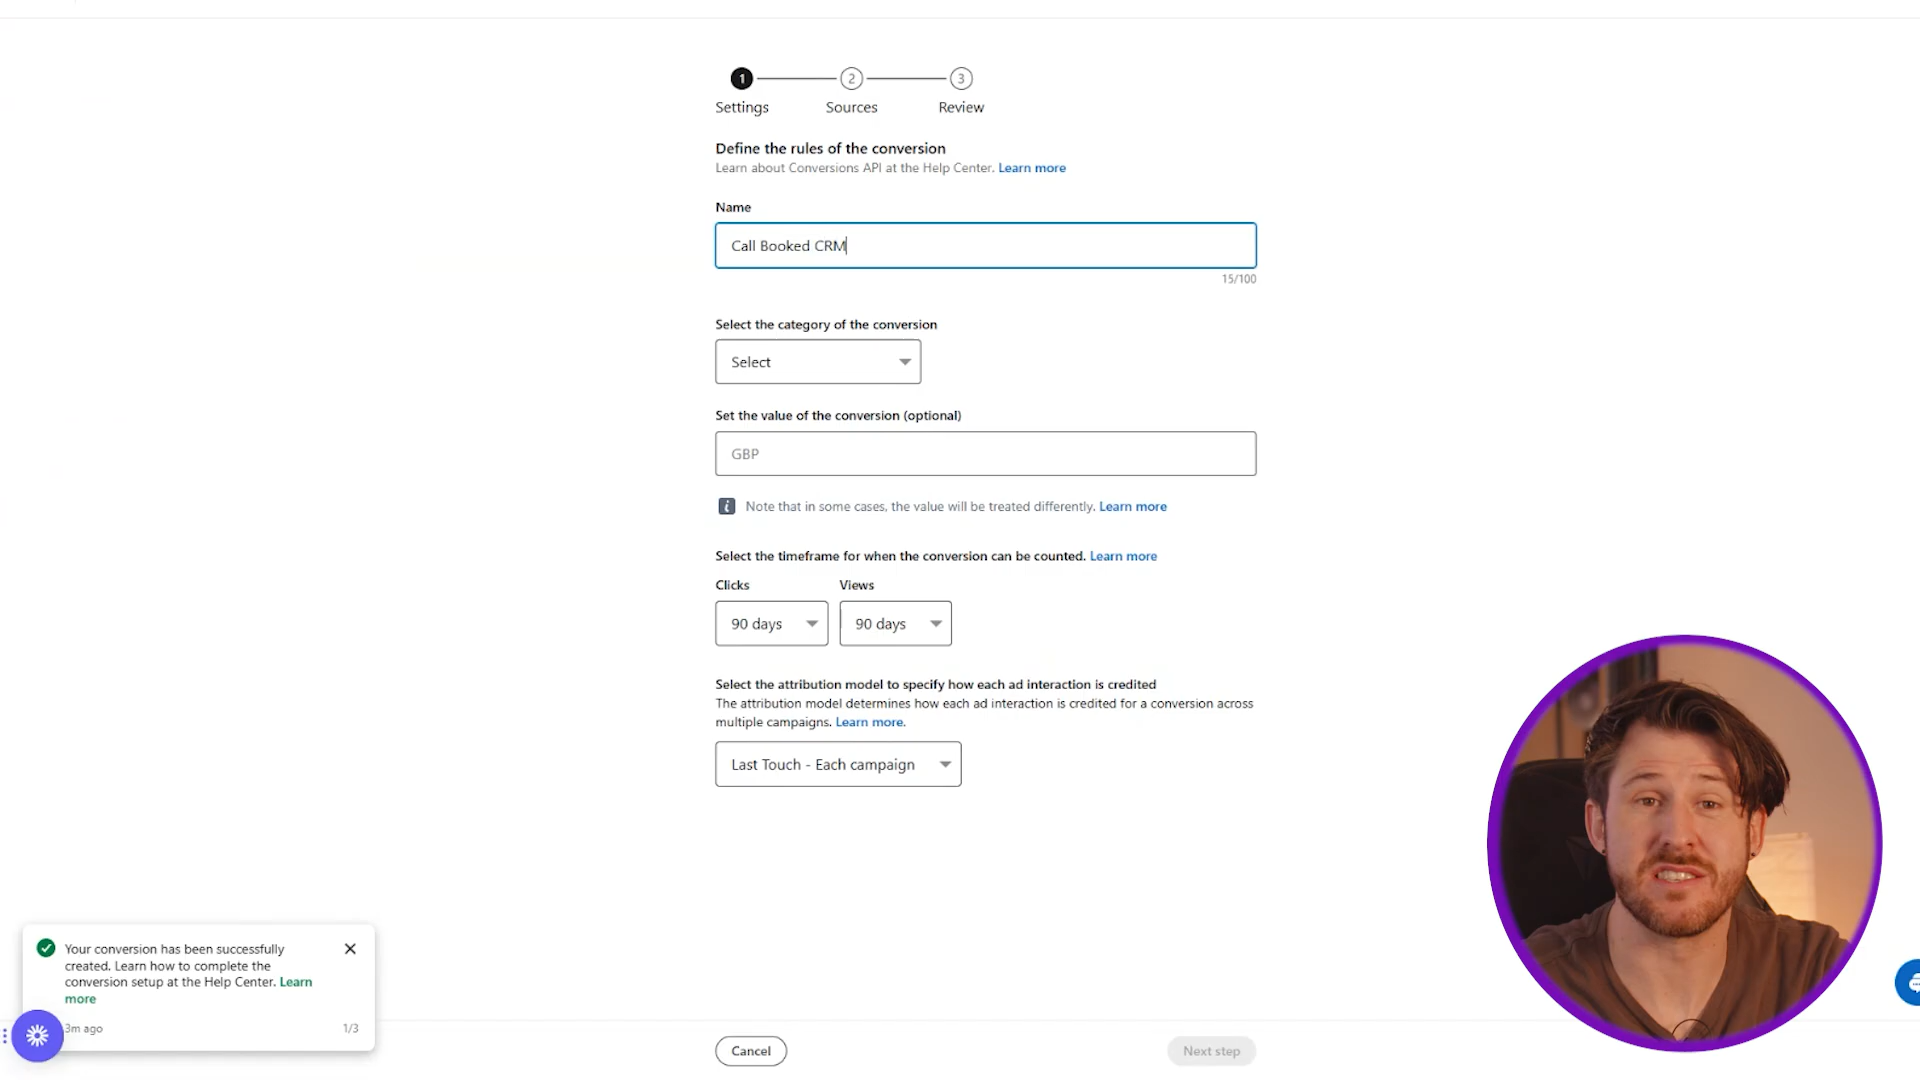 1
2
3
Settings
Sources
Review
Define the rules of the conversion
Learn about Conversions API at the Help Center. Learn more
Name
Call Booked CRM
15/100
Select the category of the conversion
Select
Set the value of the conversion (optional)
GBP
Note that in some cases, the value will be treated differently. Learn more
Select the timeframe for when the conversion can be counted. Learn more
Clicks
Views
90 days
90 days
Select the attribution model to specify how each ad interaction is credited
The attribution model determines how each ad interaction is credited for a conversion across
multiple campaigns. Learn more.
Last Touch - Each campaign
Your conversion has been successfully
created. Learn how to complete the
conversion setup at the Help Center. Learn
more
3m ago
1/3
Cancel
Next step